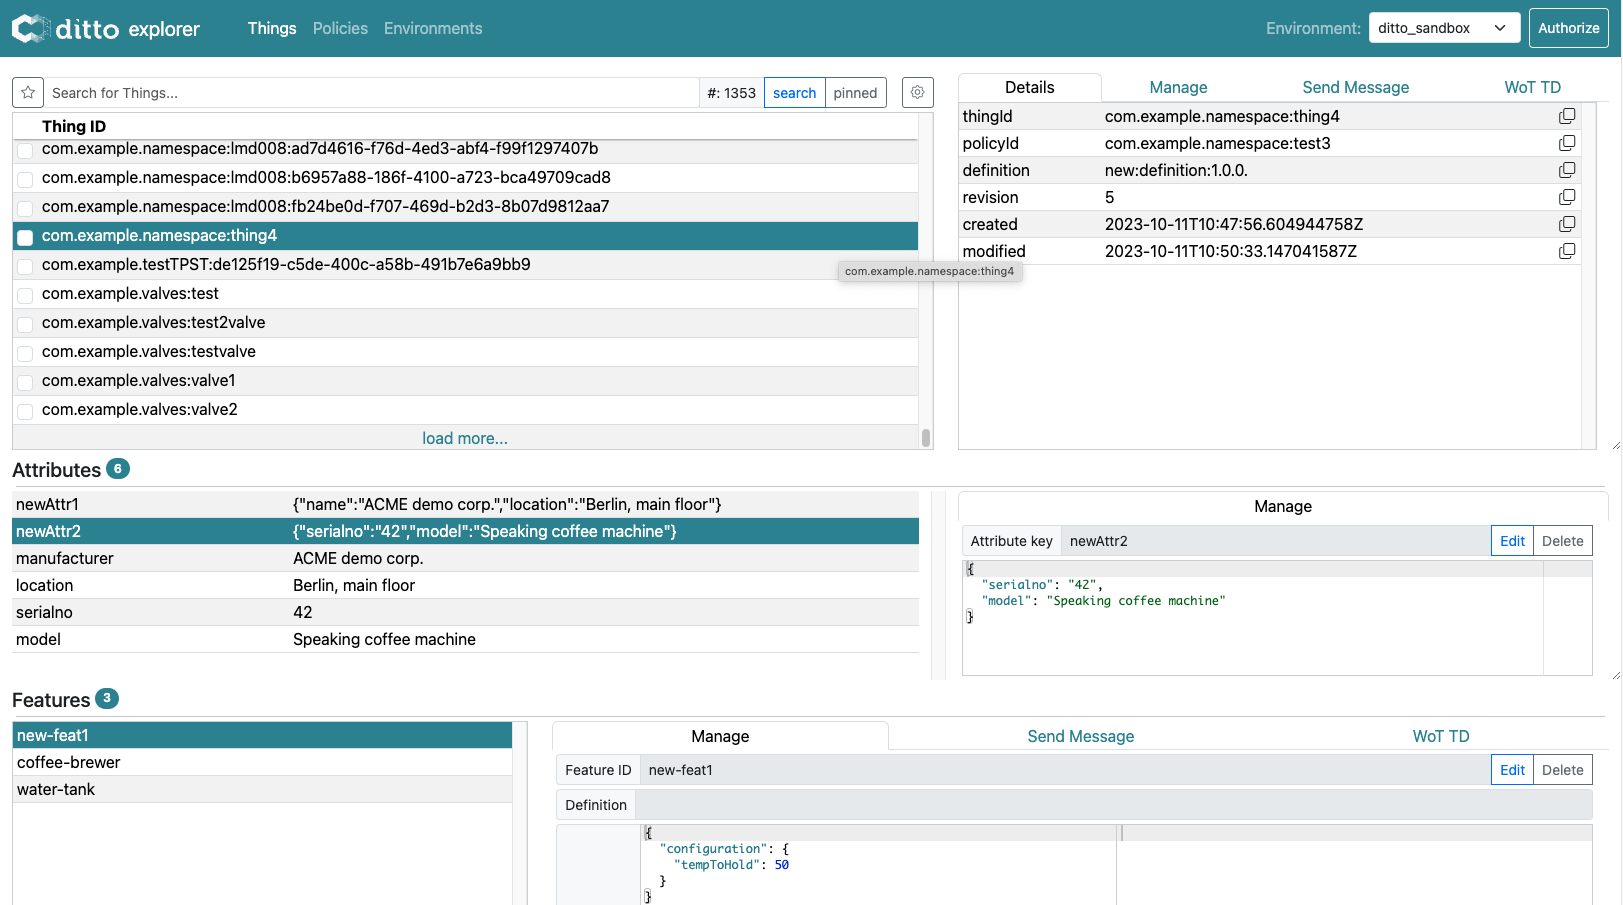 ditto explorer Things Policies Environments Environment: ditto_sandbox Authorize
Search for Things... #: 1353 search pinned
Thing ID
com.example.namespace:lmd008:ad7d4616-f76d-4ed3-abf4-f99f1297407b
com.example.namespace:lmd008:b6957a88-186f-4100-a723-bca49709cad8
com.example.namespace:lmd008:fb24be0d-f707-469d-b2d3-8b07d9812aa7
com.example.namespace:thing4
com.example.testTPST:de125f19-c5de-400c-a58b-491b7e6a9bb9
com.example.valves:test
com.example.valves:test2valve
com.example.valves:testvalve
com.example.valves:valve1
com.example.valves:valve2
load more...
Details Manage Send Message WoT TD
thingId com.example.namespace:thing4
policyId com.example.namespace:test3
definition new:definition:1.0.0.
revision 5
created 2023-10-11T10:47:56.604944758Z
modified 2023-10-11T10:50:33.147041587Z
com.example.namespace:thing4
Attributes 6
newAttr1 {"name":"ACME demo corp.","location":"Berlin, main floor"}
newAttr2 {"serialno":"42","model":"Speaking coffee machine"}
manufacturer ACME demo corp.
location Berlin, main floor
serialno 42
model Speaking coffee machine
Manage
Attribute key newAttr2 Edit Delete
{
"serialno": "42",
"model": "Speaking coffee machine"
}
Features 3
new-feat1
coffee-brewer
water-tank
Manage Send Message WoT TD
Feature ID new-feat1 Edit Delete
Definition
{
"configuration": {
"tempToHold": 50
}
}